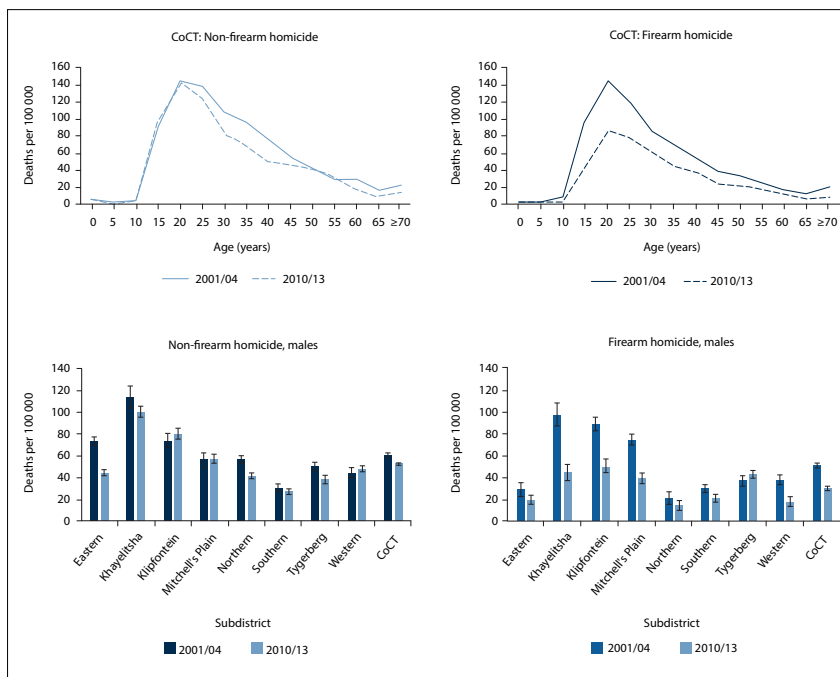 CoCT: Non-firearm homicide
Deaths per 100 000
160
140
120
100
80
60
40
20
0
0 5 10 15 20 25 30 35 40 45 50 55 60 65 ≥70
Age (years)
2001/04 2010/13
CoCT: Firearm homicide
Deaths per 100 000
160
140
120
100
80
60
40
20
0
0 5 10 15 20 25 30 35 40 45 50 55 60 65 ≥70
Age (years)
2001/04 2010/13
Non-firearm homicide, males
Deaths per 100 000
140
120
100
80
60
40
20
0
Eastern
Khayelitsha
Klipfontein
Mitchell's Plain
Northern
Southern
Tygerberg
Western
CoCT
Subdistrict
2001/04 2010/13
Firearm homicide, males
Deaths per 100 000
140
120
100
80
60
40
20
0
Eastern
Khayelitsha
Klipfontein
Mitchell's Plain
Northern
Southern
Tygerberg
Western
CoCT
Subdistrict
2001/04 2010/13